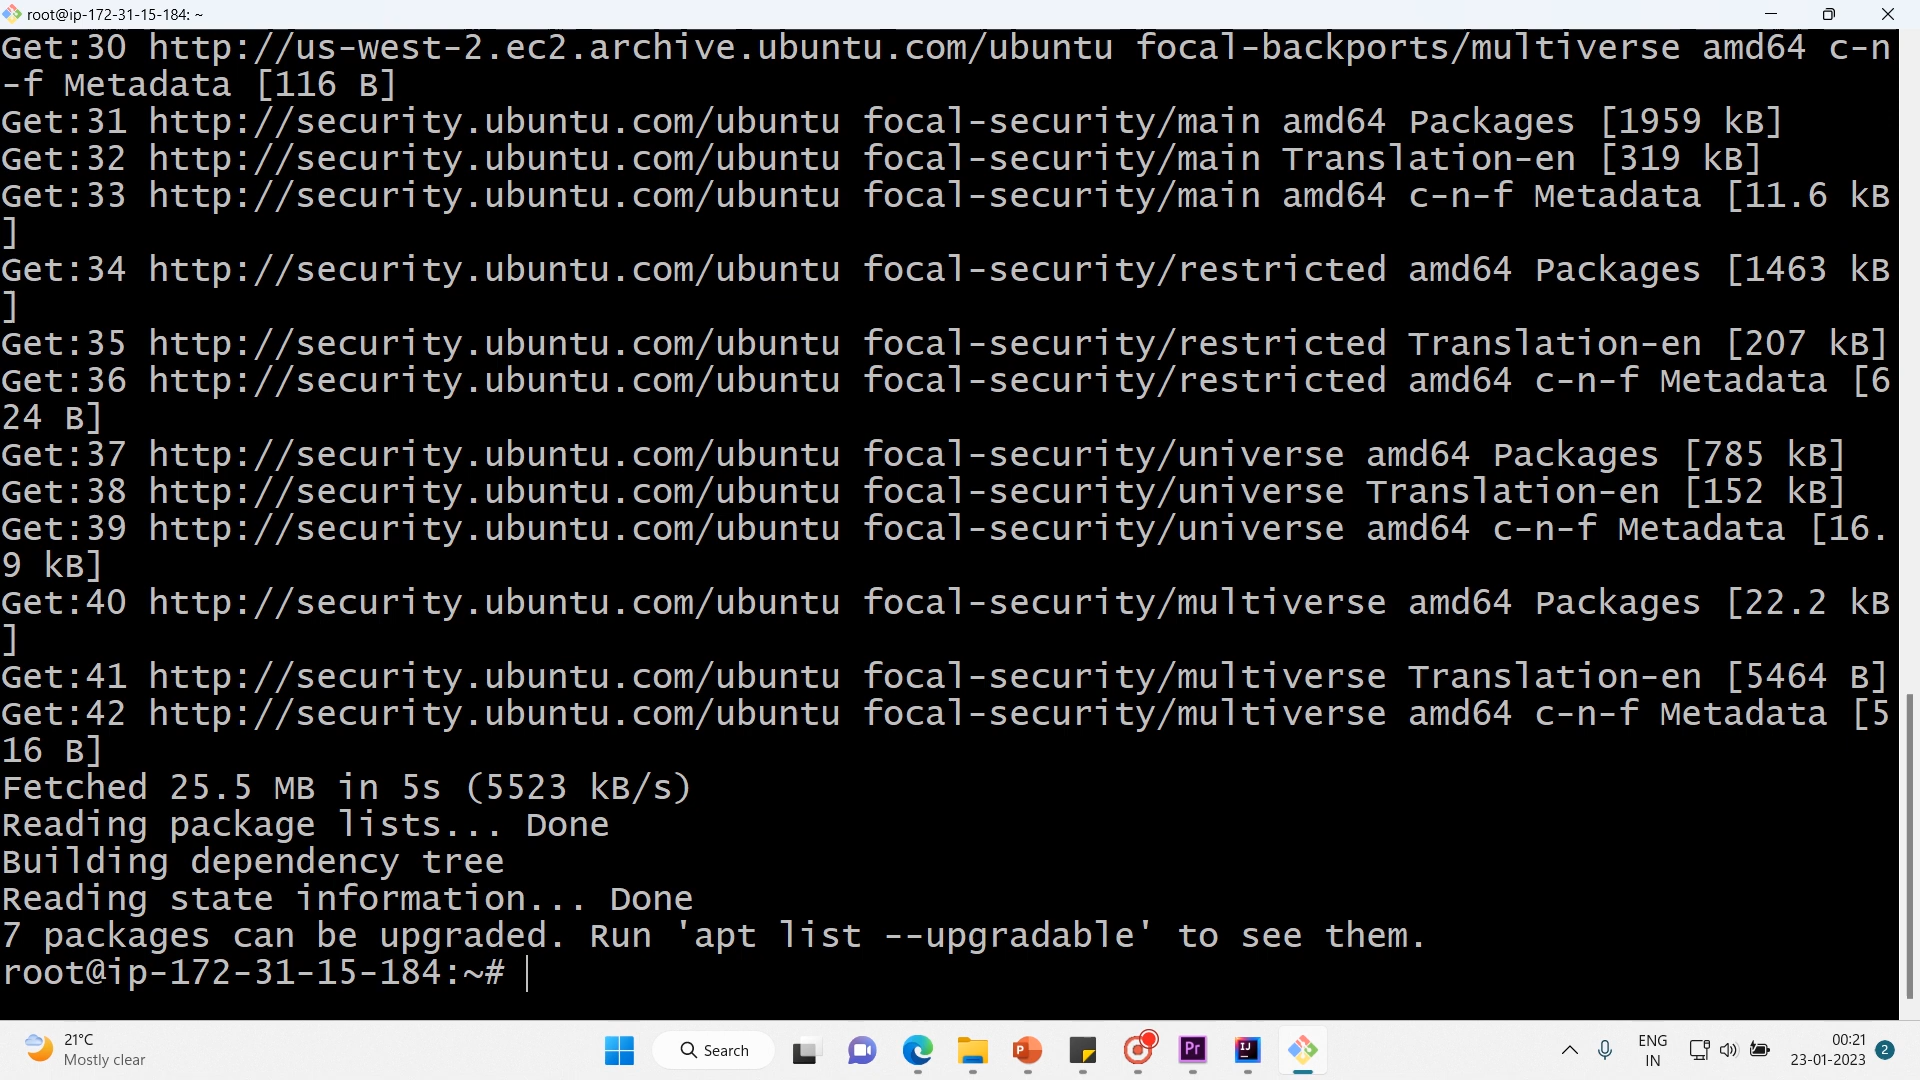 root@ip-172-31-15-184: ~
Get:30 http://us-west-2.ec2.archive.ubuntu.com/ubuntu focal-backports/multiverse amd64 c-n
-f Metadata [116 B]
Get:31 http://security.ubuntu.com/ubuntu focal-security/main amd64 Packages [1959 kB]
Get:32 http://security.ubuntu.com/ubuntu focal-security/main Translation-en [319 kB]
Get:33 http://security.ubuntu.com/ubuntu focal-security/main amd64 c-n-f Metadata [11.6 kB
]
Get:34 http://security.ubuntu.com/ubuntu focal-security/restricted amd64 Packages [1463 kB
]
Get:35 http://security.ubuntu.com/ubuntu focal-security/restricted Translation-en [207 kB]
Get:36 http://security.ubuntu.com/ubuntu focal-security/restricted amd64 c-n-f Metadata [6
24 B]
Get:37 http://security.ubuntu.com/ubuntu focal-security/universe amd64 Packages [785 kB]
Get:38 http://security.ubuntu.com/ubuntu focal-security/universe Translation-en [152 kB]
Get:39 http://security.ubuntu.com/ubuntu focal-security/universe amd64 c-n-f Metadata [16.
9 kB]
Get:40 http://security.ubuntu.com/ubuntu focal-security/multiverse amd64 Packages [22.2 kB
]
Get:41 http://security.ubuntu.com/ubuntu focal-security/multiverse Translation-en [5464 B]
Get:42 http://security.ubuntu.com/ubuntu focal-security/multiverse amd64 c-n-f Metadata [5
16 B]
Fetched 25.5 MB in 5s (5523 kB/s)
Reading package lists... Done
Building dependency tree
Reading state information... Done
7 packages can be upgraded. Run 'apt list --upgradable' to see them.
root@ip-172-31-15-184:~#
21°C
Mostly clear
Search
P
Pr
IJ
ENG
IN
00:21
23-01-2023
2